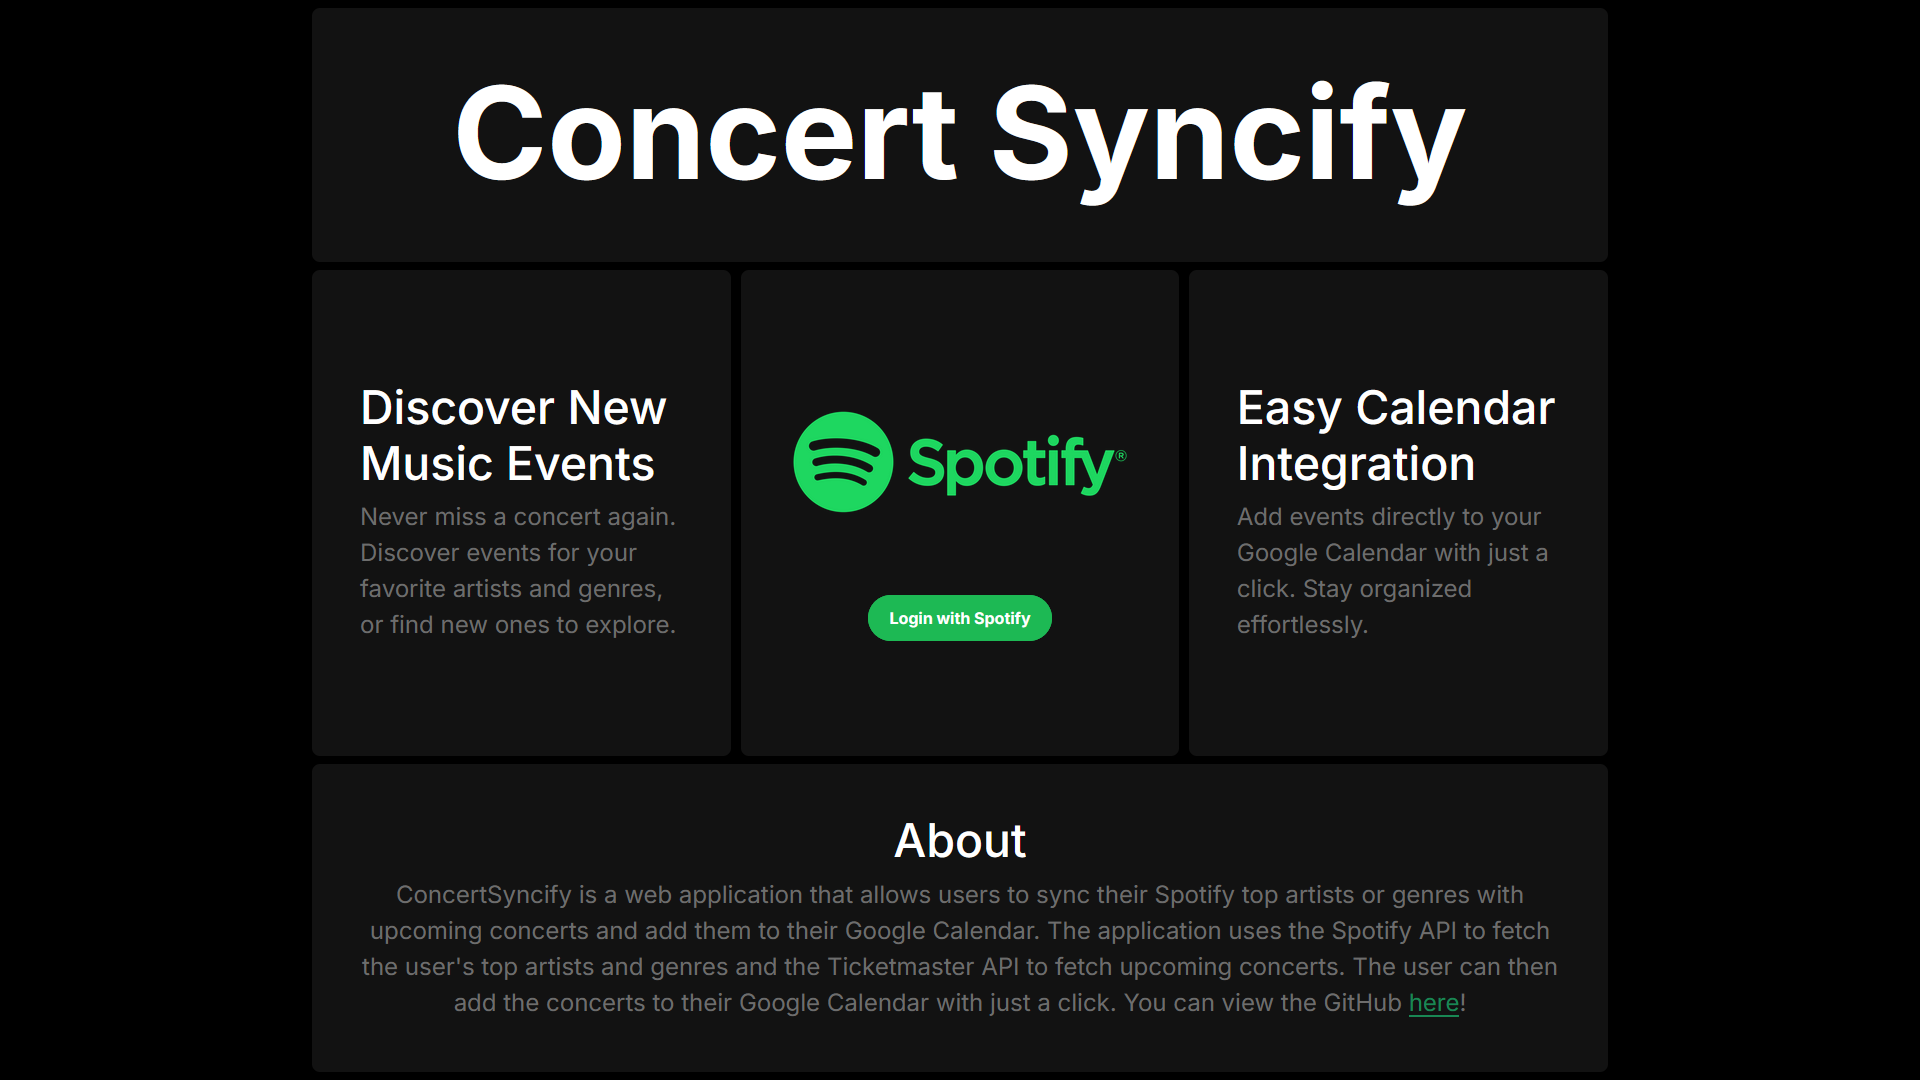 Concert Syncify
Discover New
Music Events
Never miss a concert again.
Discover events for your
favorite artists and genres,
or find new ones to explore.
Spotify®
Login with Spotify
Easy Calendar
Integration
Add events directly to your
Google Calendar with just a
click. Stay organized
effortlessly.
About
ConcertSyncify is a web application that allows users to sync their Spotify top artists or genres with
upcoming concerts and add them to their Google Calendar. The application uses the Spotify API to fetch
the user's top artists and genres and the Ticketmaster API to fetch upcoming concerts. The user can then
add the concerts to their Google Calendar with just a click. You can view the GitHub here!